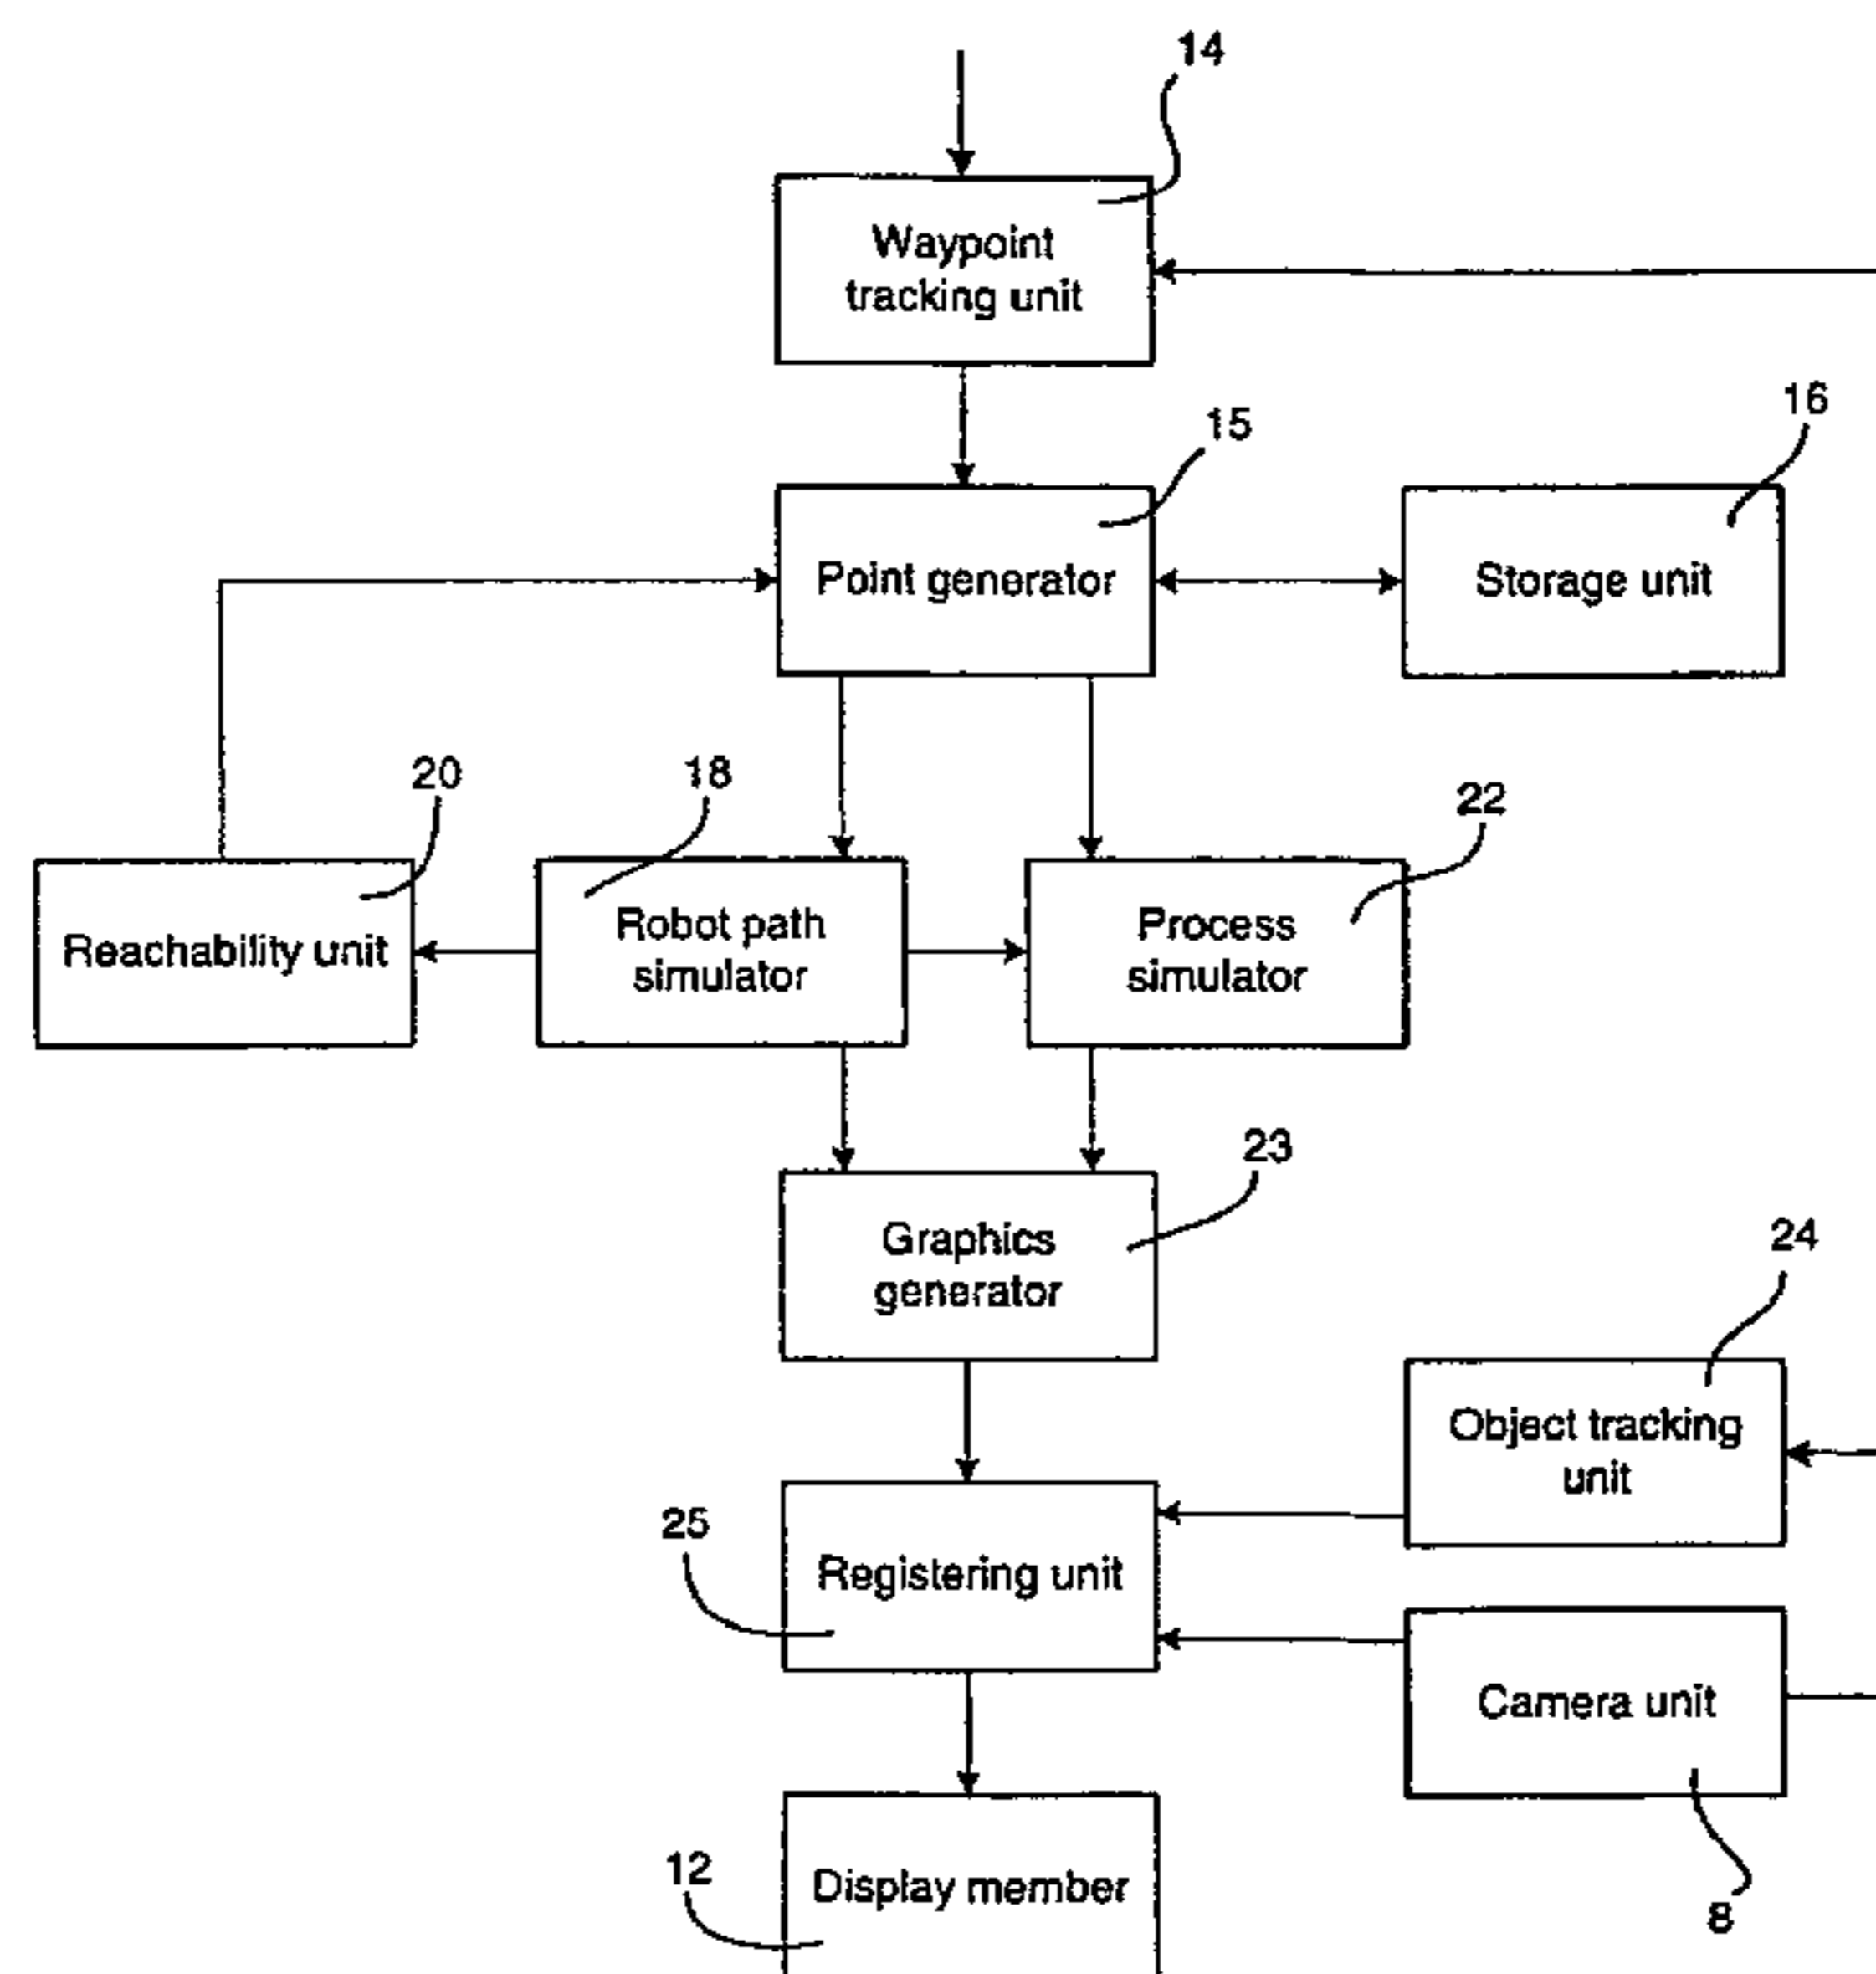 14
Waypoint
tracking unit
15
16
Point generator
Storage unit
20
18
22
Reachability unit
Robot path
simulator
Process
simulator
23
Graphics
generator
24
Object tracking
unit
25
Registering unit
Camera unit
12
Display member
8